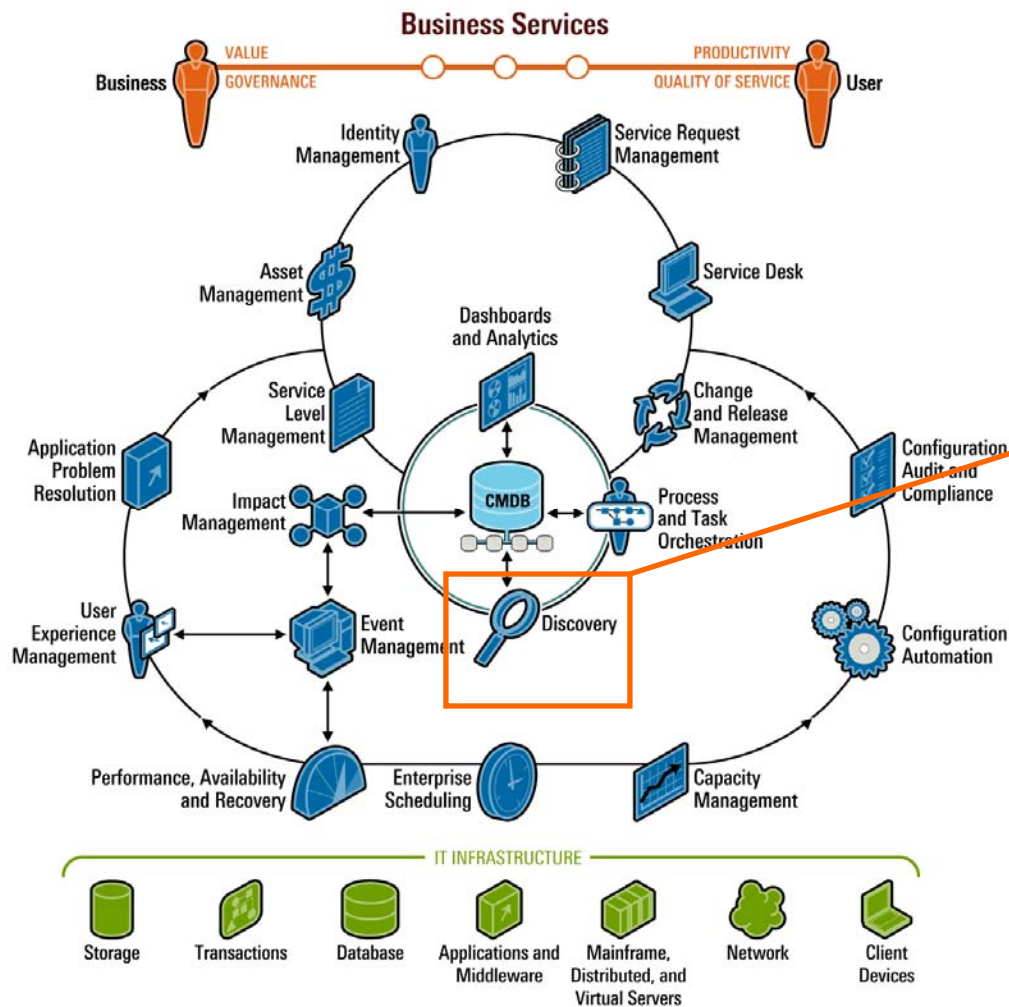 Business Services
VALUE
PRODUCTIVITY
Business
GOVERNANCE
QUALITY OF SERVICE
User
Identity
Management
Service Request
Management
Asset
Management
Service Desk
Dashboards
and Analytics
Service
Level
Management
Change
and Release
Management
Application
Problem
Resolution
Configuration
Audit and
Compliance
Impact
Management
CMDB
Process
and Task
Orchestration
User
Experience
Management
Event
Management
Discovery
Configuration
Automation
Performance, Availability
and Recovery
Enterprise
Scheduling
Capacity
Management
IT INFRASTRUCTURE
Storage
Transactions
Database
Applications and
Middleware
Mainframe,
Distributed, and
Virtual Servers
Network
Client
Devices